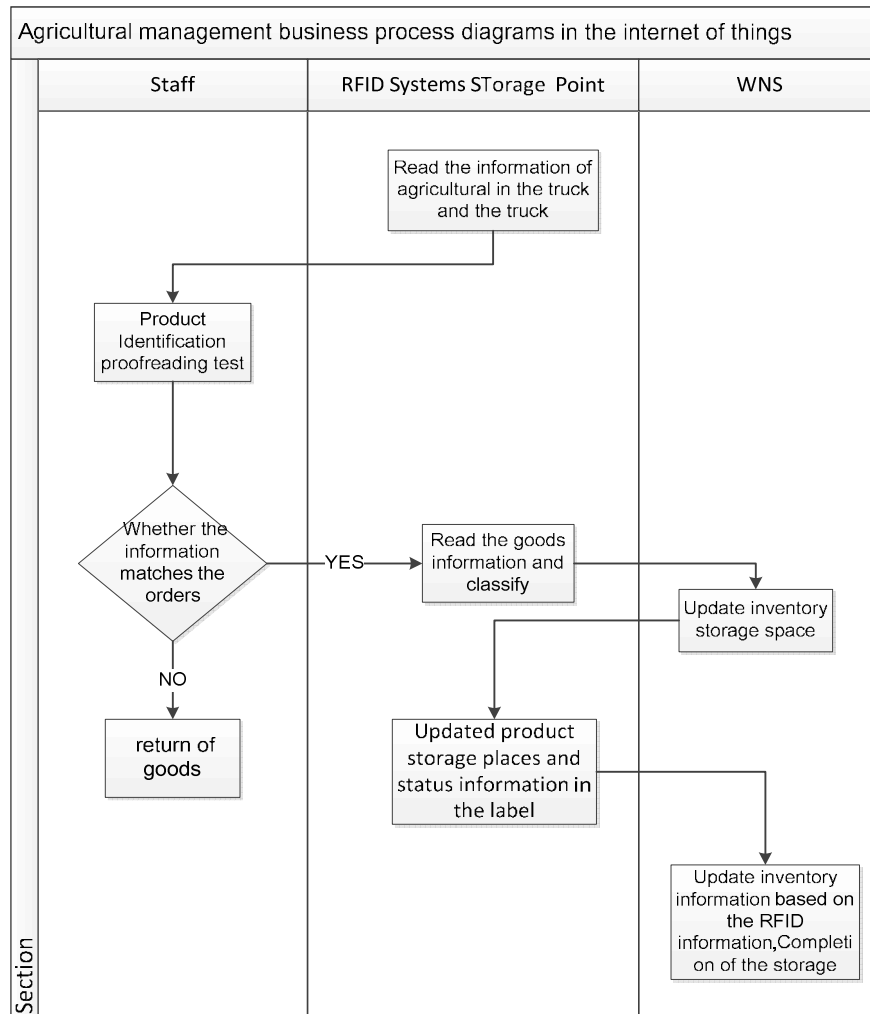 Agricultural management business process diagrams in the internet of things
Staff
RFID Systems STorage Point
WNS
Read the information of
agricultural in the truck
and the truck
Product
Identification
proofreading test
Whether the
information
matches the
orders
YES
Read the goods
information and
classify
Update inventory
storage space
NO
return of
goods
Updated product
storage places and
status information in
the label
Update inventory
information based on
the RFID
information,Completi
on of the storage
Section